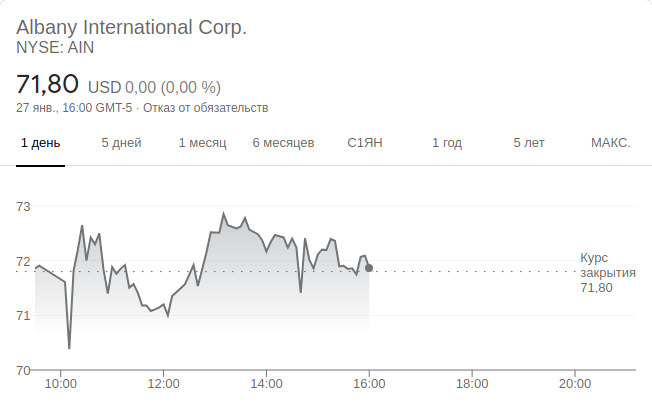 Albany International Corp.
NYSE: AIN
71,80 USD 0,00 (0,00 %)
27 янв., 16:00 GMT-5 · Отказ от обязательств
1 день 5 дней 1 месяц 6 месяцев С1ЯН 1 год 5 лет МАКС.
73
72
71
70
Курс
закрытия
71,80
10:00 12:00 14:00 16:00 18:00 20:00